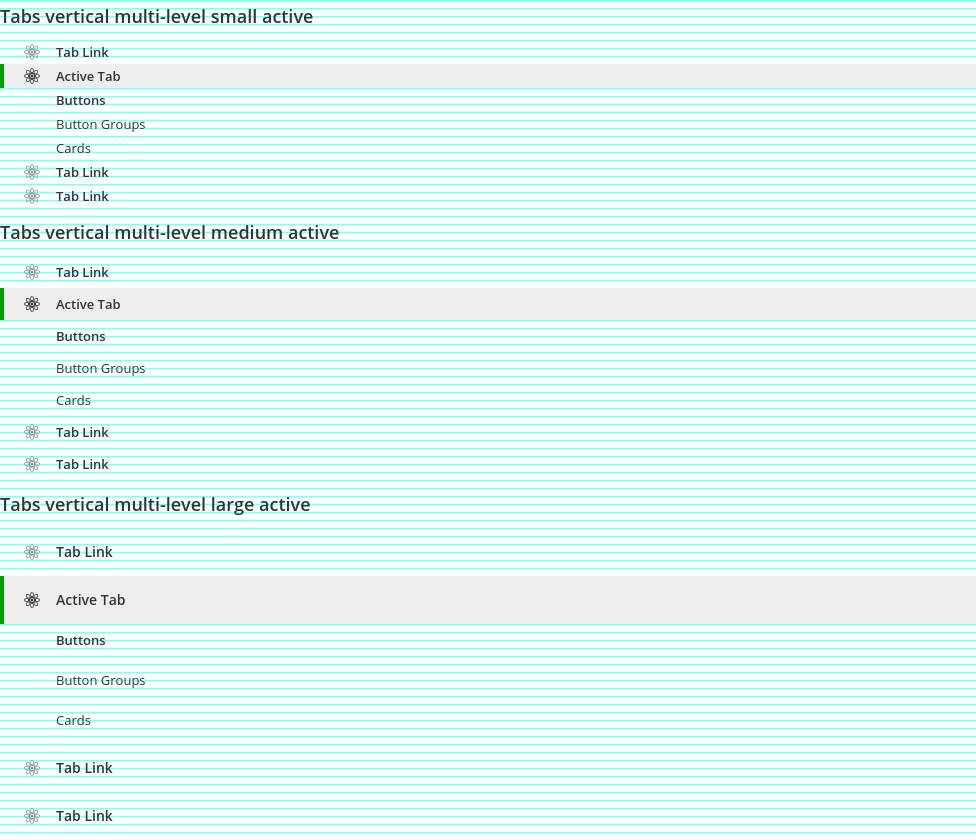 Tabs vertical multi-level small active
Tab Link
Active Tab
Buttons
Button Groups
Cards
Tab Link
Tab Link
Tabs vertical multi-level medium active
Tab Link
Active Tab
Buttons
Button Groups
Cards
Tab Link
Tab Link
Tabs vertical multi-level large active
Tab Link
Active Tab
Buttons
Button Groups
Cards
Tab Link
Tab Link